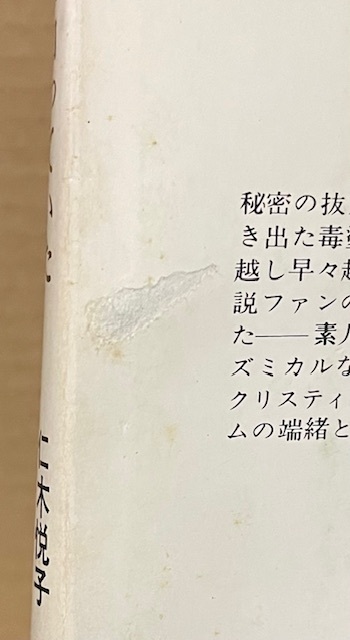 仁木悦子
秘密の抜
き出た毒
越し早々
説ファンの
た――素人
ズミカルな
クリスティ
ムの端緒と